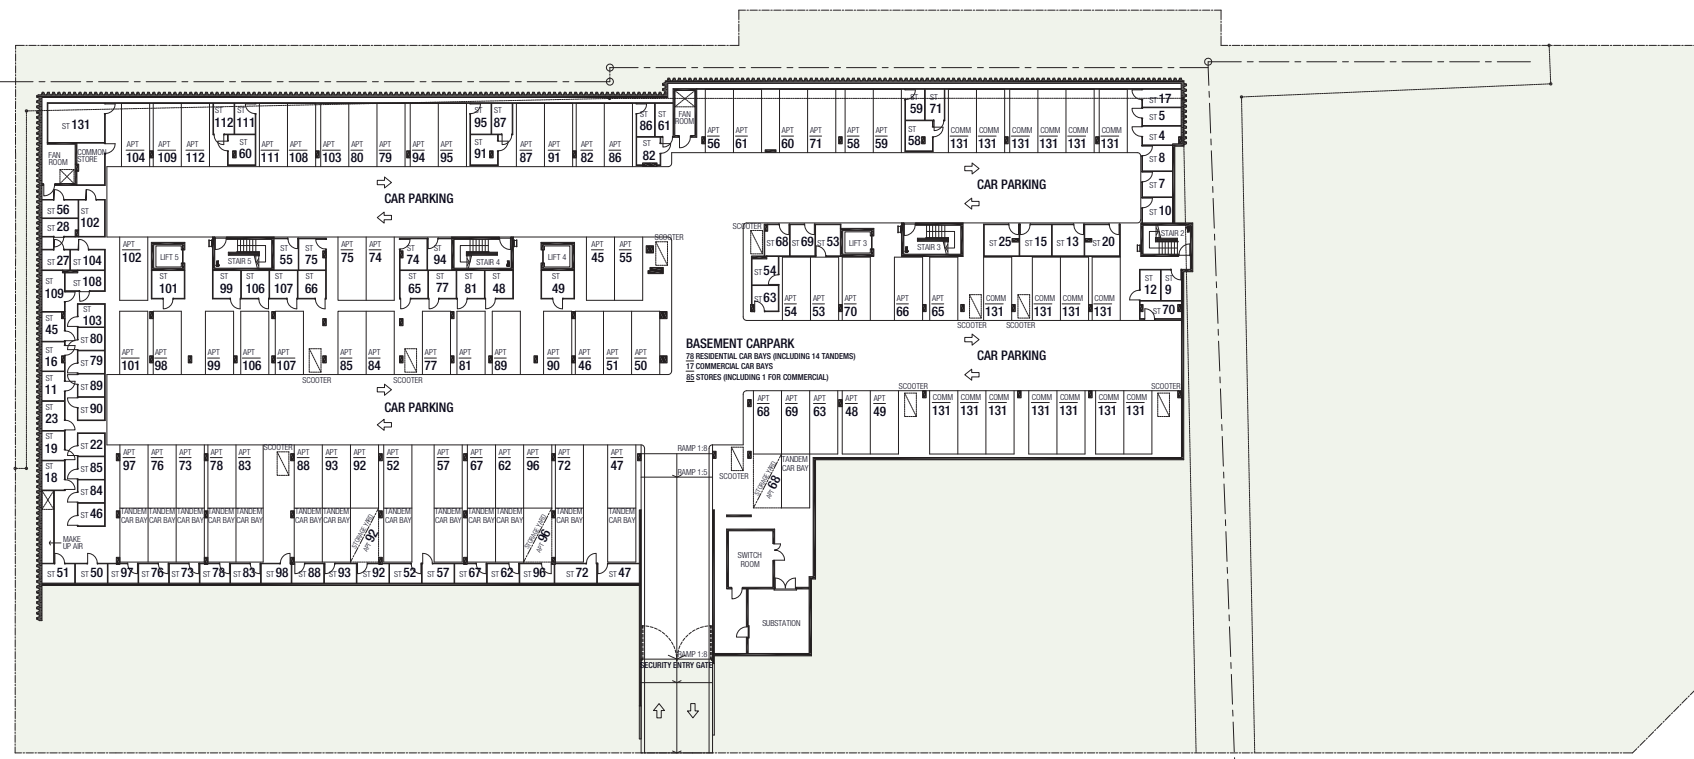 ST 131
FAN ROOM
COMMON STORE
APT 104
APT 109
APT 112
ST 112
ST 111
ST 60
APT 111
APT 108
APT 103
APT 80
APT 79
APT 94
APT 95
ST 95
ST 87
ST 91
APT 87
APT 91
APT 82
APT 86
ST 86
ST 61
ST 82
FAN ROOM
APT 56
APT 61
APT 60
APT 71
APT 58
APT 59
ST 59
ST 71
ST 58
COMM 131
COMM 131
COMM 131
COMM 131
COMM 131
COMM 131
ST 17
ST 5
ST 4
ST 8
ST 7
ST 10
CAR PARKING
CAR PARKING
ST 56
ST 28
ST 102
ST 27
ST 104
ST 108
ST 109
ST 103
ST 45
ST 80
ST 16
ST 79
ST 11
ST 89
ST 23
ST 90
ST 19
ST 22
ST 18
ST 85
ST 84
ST 46
MAKE UP AIR
APT 102
LIFT 5
ST 101
STAIR 5
ST 55
ST 75
ST 99
ST 106
ST 107
ST 66
APT 75
APT 74
ST 74
ST 94
STAIR 4
ST 65
ST 77
ST 81
ST 48
LIFT 4
ST 49
APT 45
APT 55
SCOOTER
SCOOTER
ST 68
ST 69
ST 53
LIFT 3
STAIR 3
ST 25
ST 15
ST 13
ST 20
STAIR 2
ST 54
ST 63
APT 54
APT 53
APT 70
APT 66
APT 65
COMM 131
COMM 131
COMM 131
COMM 131
ST 12
ST 9
ST 70
SCOOTER
SCOOTER
APT 101
APT 98
APT 99
APT 106
APT 107
SCOOTER
APT 85
APT 84
SCOOTER
APT 77
APT 81
APT 89
APT 90
APT 46
APT 51
APT 50
BASEMENT CARPARK
78 RESIDENTIAL CAR BAYS (INCLUDING 14 TANDEMS)
17 COMMERCIAL CAR BAYS
85 STORES (INCLUDING 1 FOR COMMERCIAL)
CAR PARKING
CAR PARKING
APT 68
APT 69
APT 63
APT 48
APT 49
SCOOTER
COMM 131
COMM 131
COMM 131
COMM 131
COMM 131
COMM 131
COMM 131
SCOOTER
APT 97
APT 76
APT 73
APT 78
APT 83
SCOOTER
APT 88
APT 93
APT 92
APT 52
APT 57
APT 67
APT 62
APT 96
APT 72
APT 47
RAMP 1:8
RAMP 1:5
SCOOTER
STORAGE YARD APT 68
TANDEM CAR BAY
TANDEM CAR BAY
TANDEM CAR BAY
TANDEM CAR BAY
TANDEM CAR BAY
TANDEM CAR BAY
TANDEM CAR BAY
TANDEM CAR BAY
STORAGE YARD APT 92
TANDEM CAR BAY
TANDEM CAR BAY
TANDEM CAR BAY
TANDEM CAR BAY
STORAGE YARD APT 96
TANDEM CAR BAY
TANDEM CAR BAY
ST 51
ST 50
ST 97
ST 76
ST 73
ST 78
ST 83
ST 98
ST 88
ST 93
ST 92
ST 52
ST 57
ST 67
ST 62
ST 96
ST 72
ST 47
SWITCH ROOM
SUBSTATION
RAMP 1:8
SECURITY ENTRY GATE